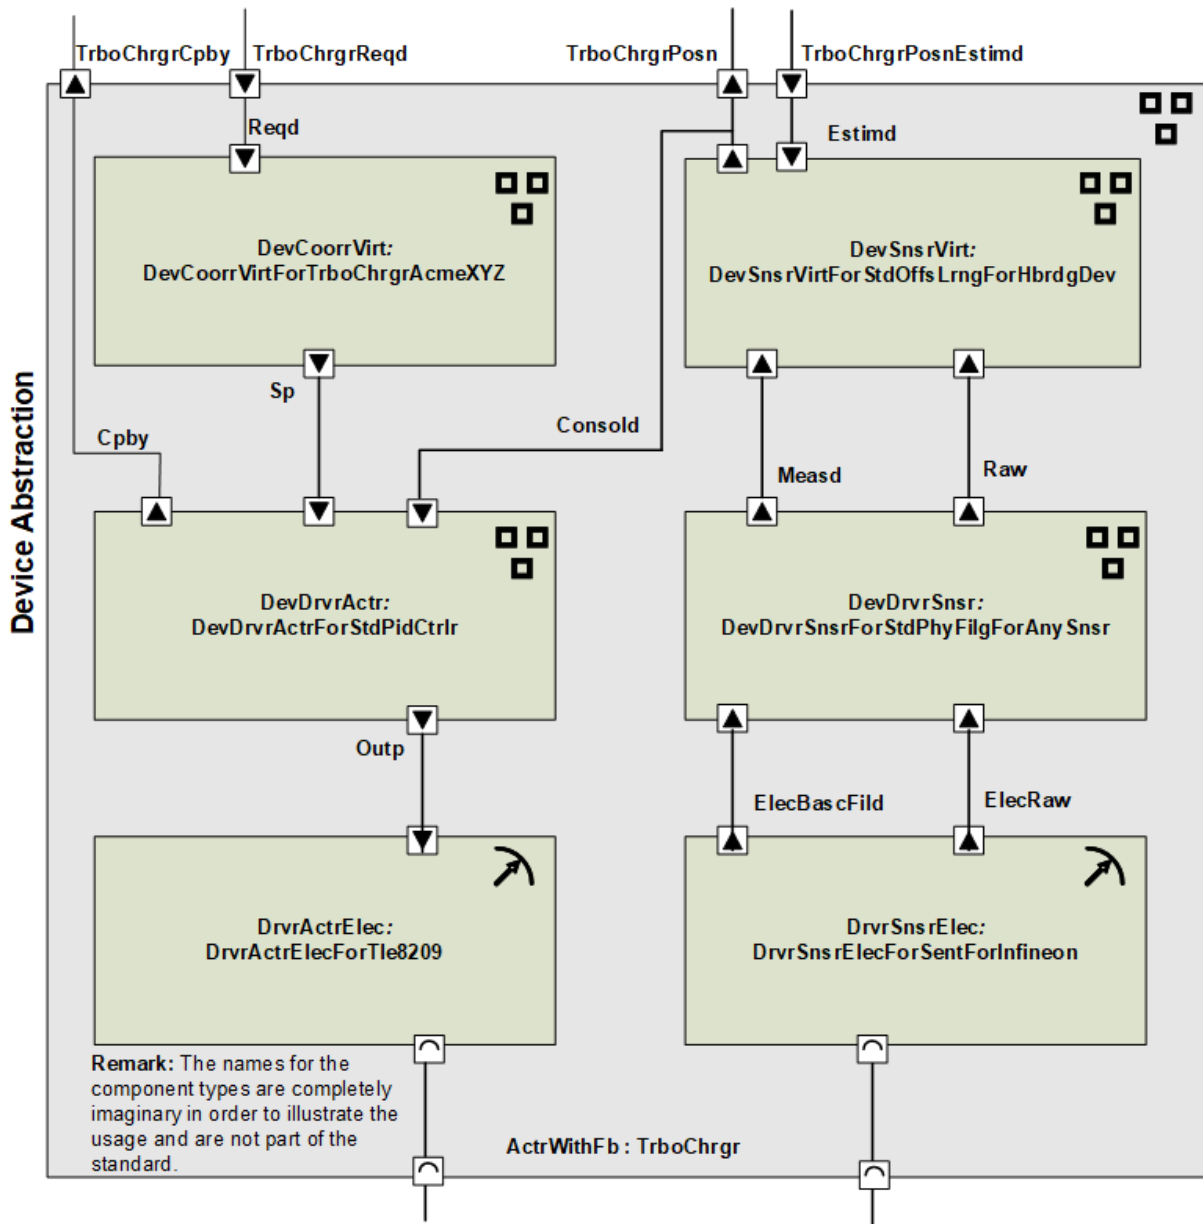 TrboChrgrCpby
TrboChrgrReqd
TrboChrgrPosn
TrboChrgrPosnEstimd
Reqd
Estimd
DevCoorrVirt:
DevCoorrVirtForTrboChrgrAcmeXYZ
DevSnsrVirt:
DevSnsrVirtForStdOffsLrngForHbrdgDev
Sp
Cpby
Consold
Measd
Raw
Device Abstraction
DevDrvrActr:
DevDrvrActrForStdPidCtrlr
DevDrvrSnsr:
DevDrvrSnsrForStdPhyFilgForAnySnsr
Outp
ElecBascFild
ElecRaw
DrvrActrElec:
DrvrActrElecForTle8209
DrvrSnsrElec:
DrvrSnsrElecForSentForInfineon
Remark: The names for the
component types are completely
imaginary in order to illustrate the
usage and are not part of the
standard.
ActrWithFb : TrboChrgr